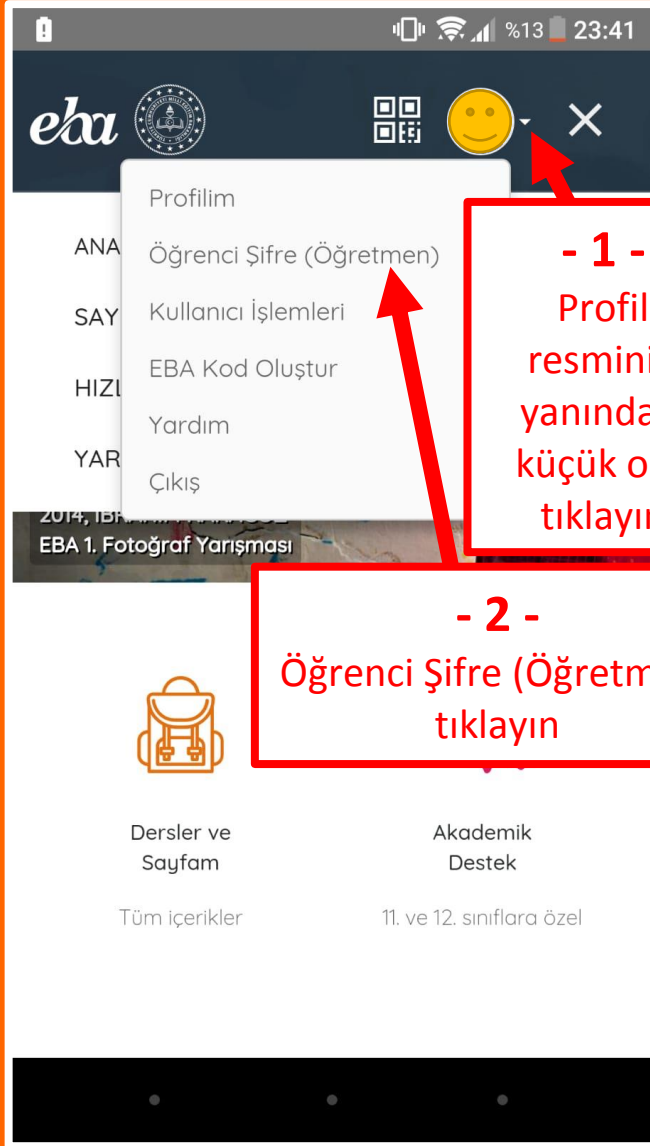 %13 23:41
eba
Profilim
ANA
Öğrenci Şifre (Öğretmen)
SAY
Kullanıcı İşlemleri
HIZL
EBA Kod Oluştur
Yardım
YAR
Çıkış
- 1 -
Profil
resmini
yanında
küçük o
tıklayın
2014,
EBA 1. Fotoğraf Yarışması
- 2 -
Öğrenci Şifre (Öğretm
tıklayın
Dersler ve
Sayfam
Tüm içerikler
Akademik
Destek
11. ve 12. sınıflara özel